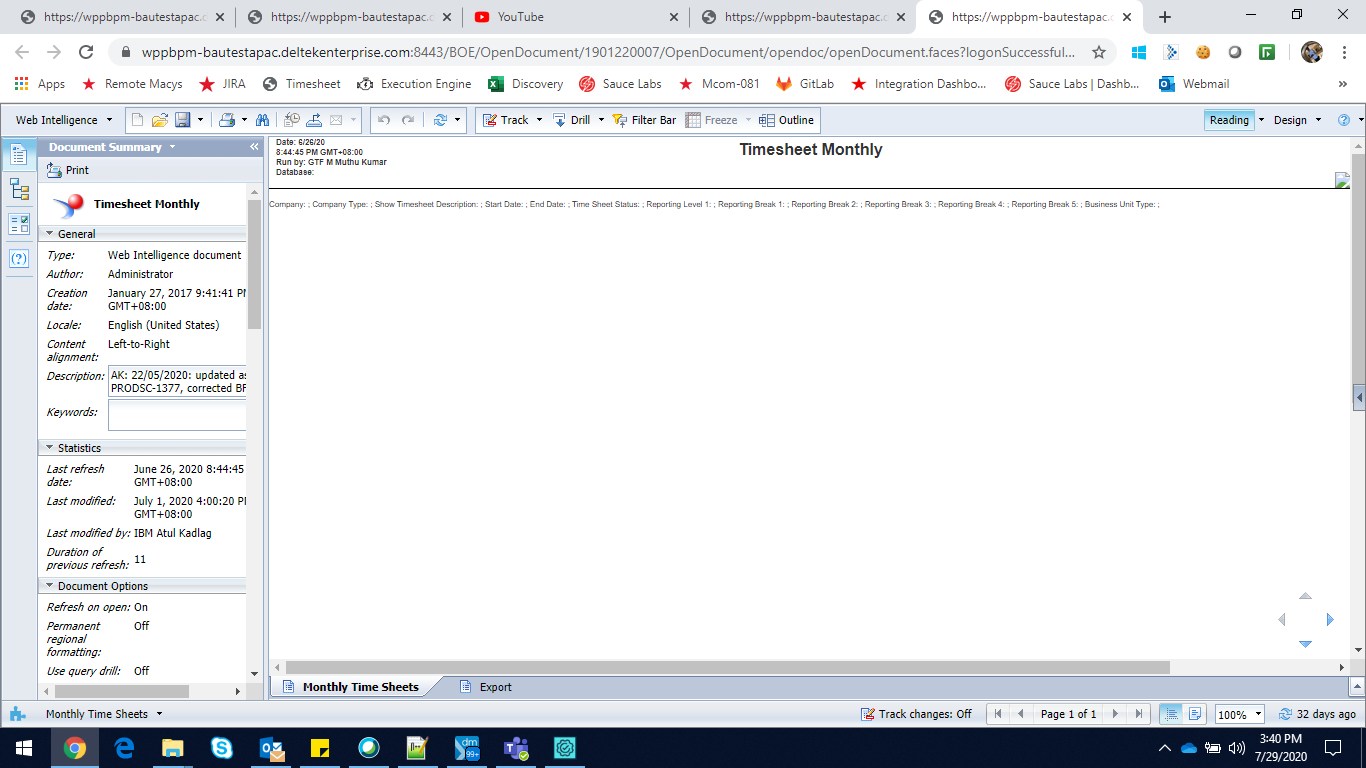 https://wppbpm-bautestapac.c
https://wppbpm-bautestapac.c
YouTube
https://wppbpm-bautestapac.c
https://wppbpm-bautestapac.c
wppbpm-bautestapac.deltekenterprise.com:8443/BOE/OpenDocument/1901220007/OpenDocument/opendoc/openDocument.faces?logonSuccessful...
Apps Remote Macys JIRA Timesheet Execution Engine Discovery Sauce Labs Mcom-081 GitLab Integration Dashbo... Sauce Labs | Dashb... Webmail »
Web Intelligence Track Drill Filter Bar Freeze Outline Reading Design
Document Summary
Print
Timesheet Monthly
General
Type: Web Intelligence document
Author: Administrator
Creation date: January 27, 2017 9:41:41 PM
GMT+08:00
Locale: English (United States)
Content alignment: Left-to-Right
Description: AK: 22/05/2020: updated as
PRODSC-1377, corrected BF
Keywords:
Statistics
Last refresh date: June 26, 2020 8:44:45
GMT+08:00
Last modified: July 1, 2020 4:00:20 PM
GMT+08:00
Last modified by: IBM Atul Kadlag
Duration of previous refresh: 11
Document Options
Refresh on open: On
Permanent regional formatting: Off
Use query drill: Off
Date: 6/26/20
8:44:45 PM GMT+08:00
Run by: GTF M Muthu Kumar
Database:
Timesheet Monthly
Company: ; Company Type: ; Show Timesheet Description: ; Start Date: ; End Date: ; Time Sheet Status: ; Reporting Level 1: ; Reporting Break 1: ; Reporting Break 2: ; Reporting Break 3: ; Reporting Break 4: ; Reporting Break 5: ; Business Unit Type: ;
Monthly Time Sheets Export
Monthly Time Sheets Track changes: Off Page 1 of 1 100% 32 days ago
99+
3:40 PM
7/29/2020